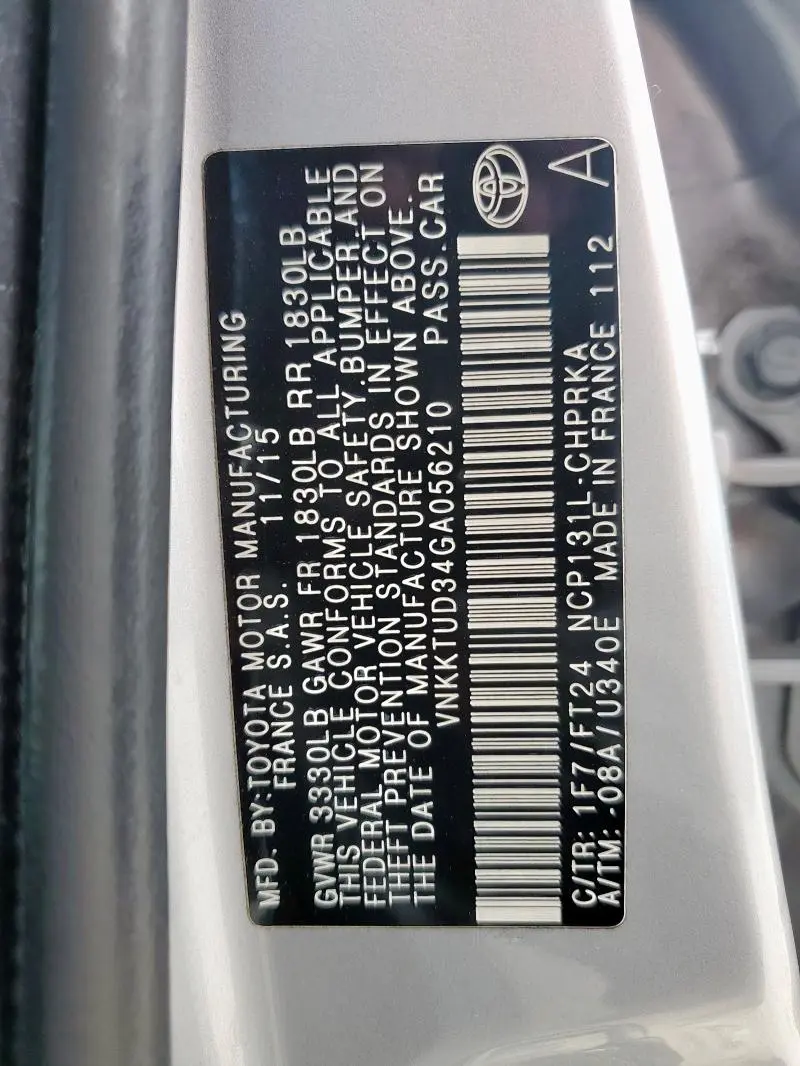 MFD. BY:TOYOTA MOTOR MANUFACTURING
FRANCE S.A.S. 11/15
GVWR 3330LB GAWR FR 1830LB RR 1830LB
THIS VEHICLE CONFORMS TO ALL APPLICABLE
FEDERAL MOTOR VEHICLE SAFETY.BUMPER.AND
THEFT PREVENTION STANDARDS IN EFFECT ON
THE DATE OF MANUFACTURE SHOWN ABOVE.
VNKKTUD34GA056210 PASS.CAR
C/TR: 1F7/FT24 NCP131L-CHPRKA
A/TM: -08A/U340E MADE IN FRANCE 112 A